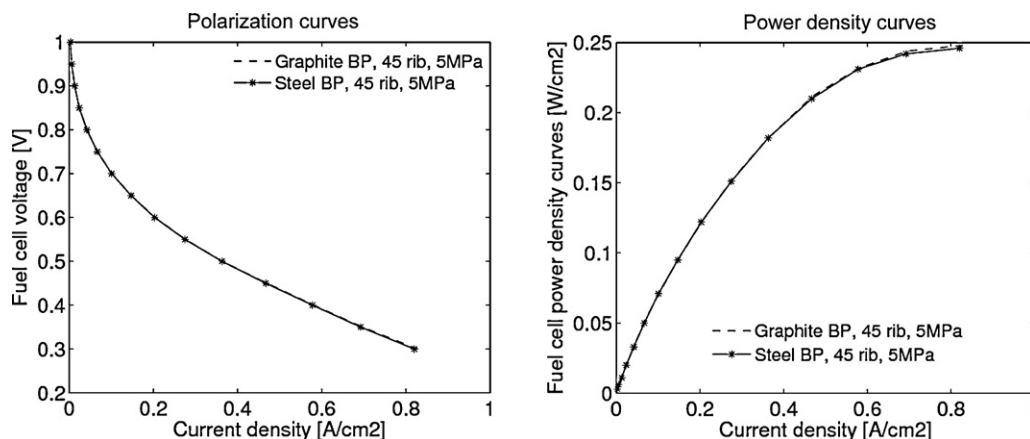 Polarization curves
1
0.9
0.8
0.7
0.6
0.5
0.4
0.3
0.2
Fuel cell voltage [V]
Graphite BP, 45 rib, 5MPa
Steel BP, 45 rib, 5MPa
0
0.2
0.4
0.6
0.8
1
Current density [A/cm2]
Power density curves
0.25
0.2
0.15
0.1
0.05
0
Fuel cell power density curves [W/cm2]
Graphite BP, 45 rib, 5MPa
Steel BP, 45 rib, 5MPa
0
0.2
0.4
0.6
0.8
Current density [A/cm2]